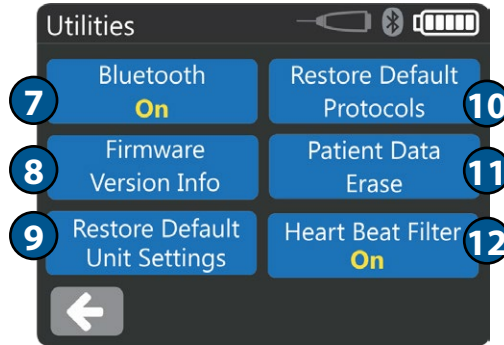 Utilities
7
Bluetooth
On
Restore Default
Protocols
10
8
Firmware
Version Info
Patient Data
Erase
11
9
Restore Default
Unit Settings
Heart Beat Filter
On
12